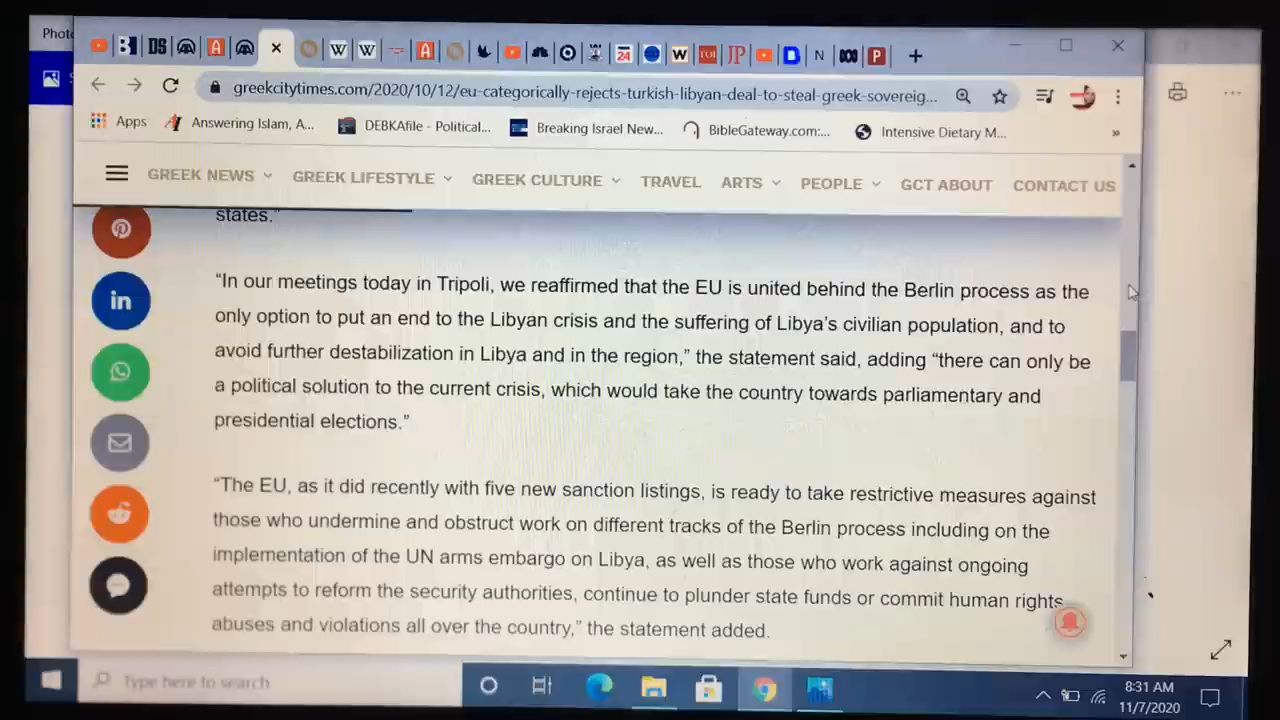 Photo
greekcitytimes.com/2020/10/12/eu-categorically-rejects-turkish-libyan-deal-to-steal-greek-sovereig...
Apps Answering Islam, A... DEBKAfile - Political... Breaking Israel New... BibleGateway.com:... Intensive Dietary M... »
GREEK NEWS GREEK LIFESTYLE GREEK CULTURE TRAVEL ARTS PEOPLE GCT ABOUT CONTACT US
states."
“In our meetings today in Tripoli, we reaffirmed that the EU is united behind the Berlin process as the
only option to put an end to the Libyan crisis and the suffering of Libya’s civilian population, and to
avoid further destabilization in Libya and in the region,” the statement said, adding “there can only be
a political solution to the current crisis, which would take the country towards parliamentary and
presidential elections.”
“The EU, as it did recently with five new sanction listings, is ready to take restrictive measures against
those who undermine and obstruct work on different tracks of the Berlin process including on the
implementation of the UN arms embargo on Libya, as well as those who work against ongoing
attempts to reform the security authorities, continue to plunder state funds or commit human rights
abuses and violations all over the country,” the statement added.
Type here to search
8:31 AM
11/7/2020